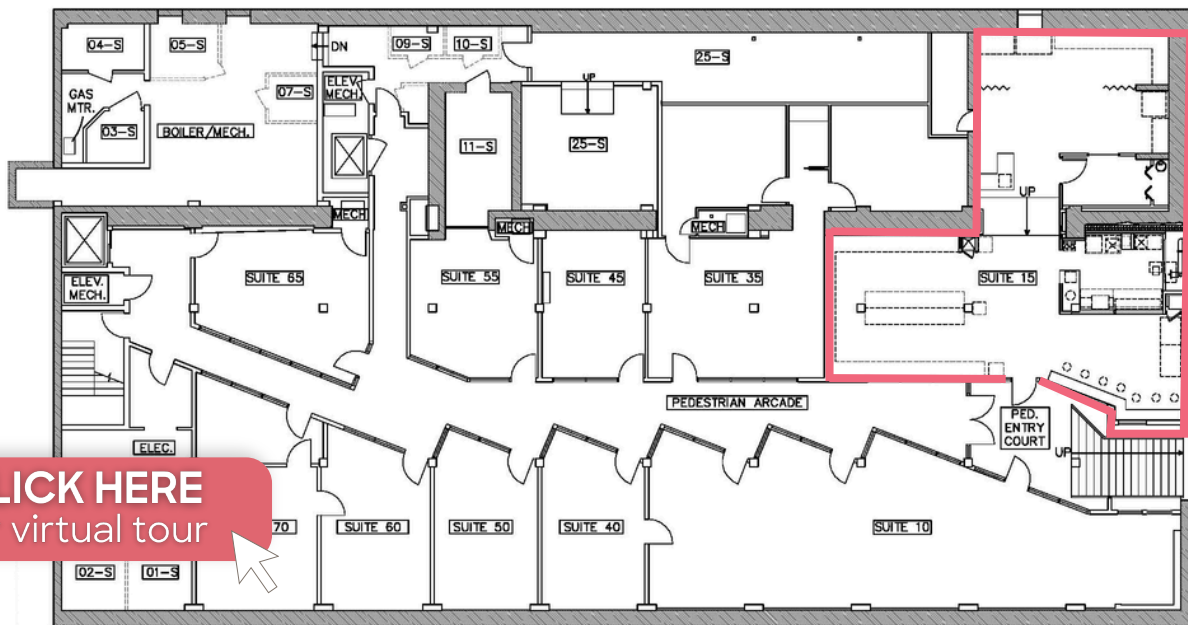 04-S
05-S
DN
09-S
10-S
25-S
UP
GAS
MTR.
07-S
ELEV.
MECH.
03-S
BOILER/MECH.
11-S
25-S
UP
MECH
MECH
MECH
ELEV.
MECH.
SUITE 65
SUITE 55
SUITE 45
SUITE 35
SUITE 15
PEDESTRIAN ARCADE
PED.
ENTRY
COURT
UP
ELEC.
LICK HERE
virtual tour
70
SUITE 60
SUITE 50
SUITE 40
SUITE 10
02-S
01-S